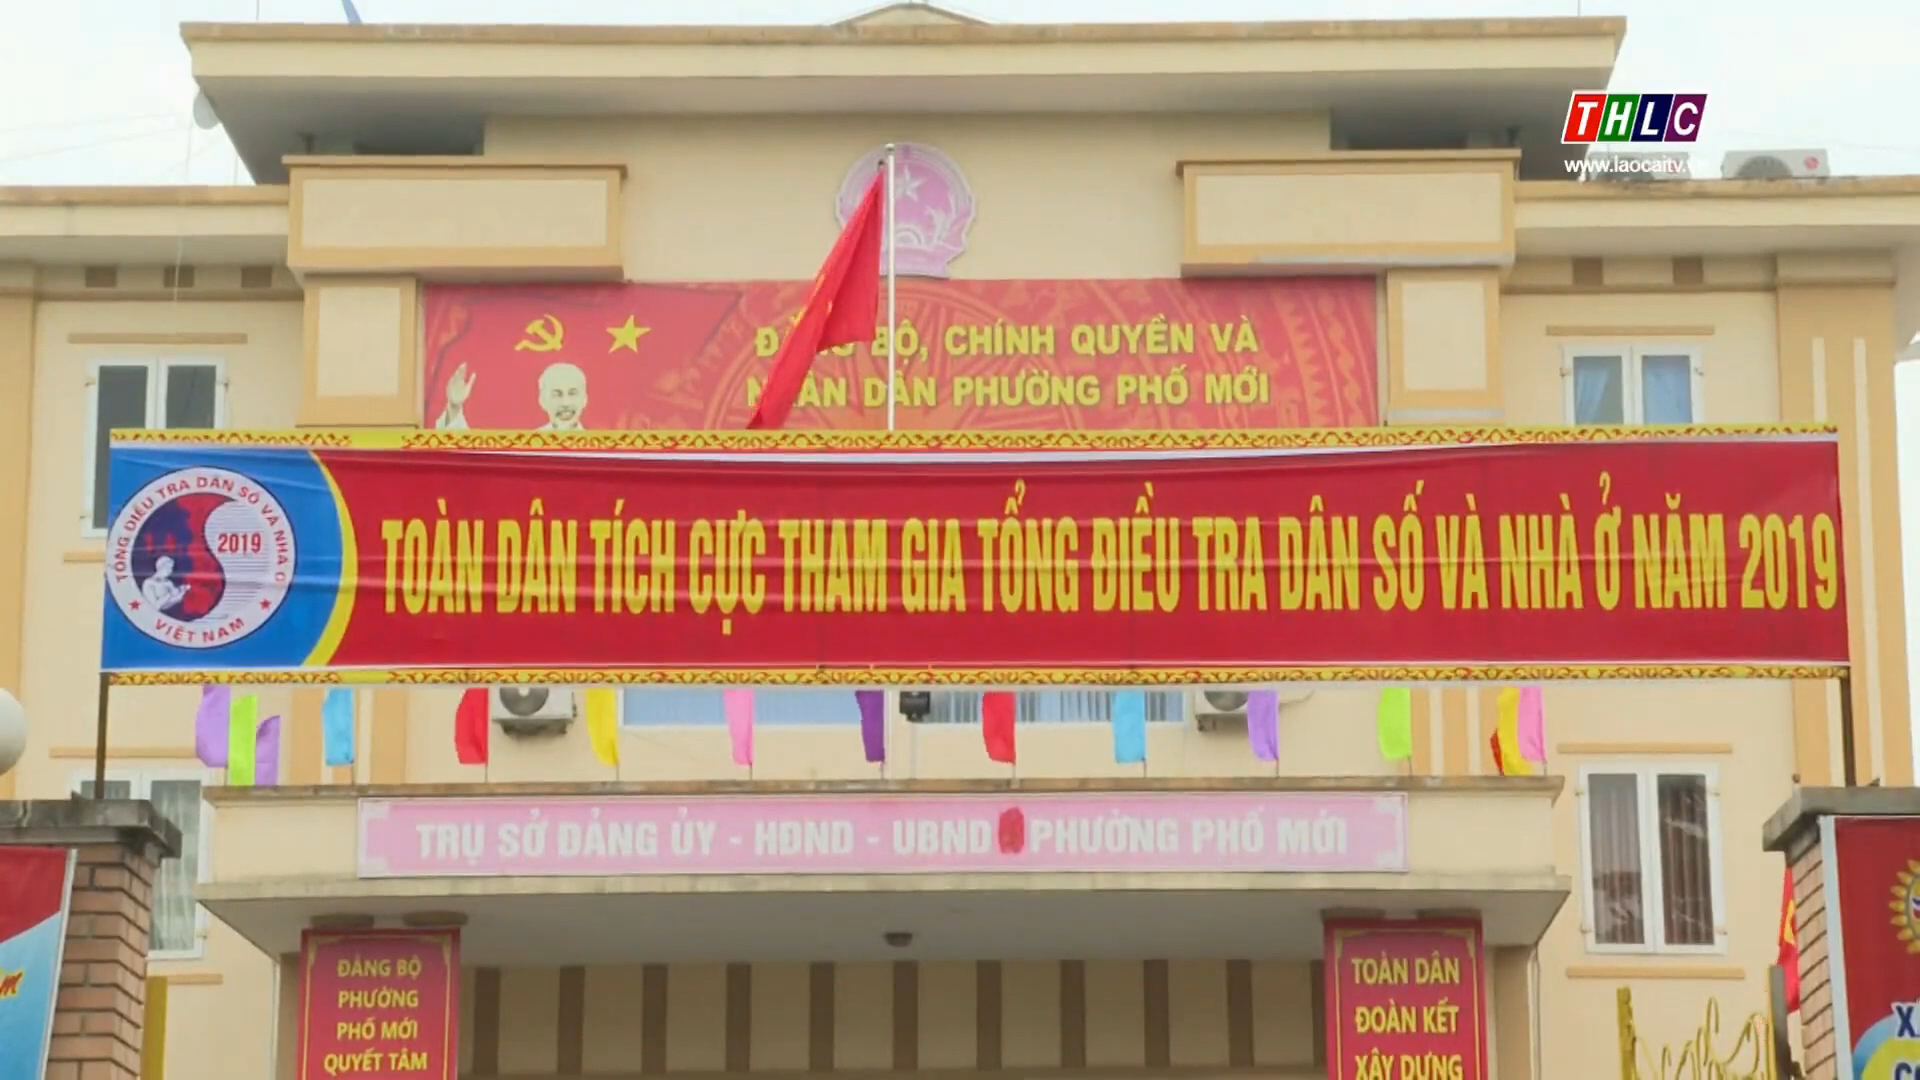 THLC
www.laocaitv.v
BỘ, CHÍNH QUYỀN VÀ
DÂN PHƯỜNG PHỐ MỚI
TỔNG ĐIỀU TRA DÂN SỐ VÀ NHÀ Ở
2019
VIỆT NAM
TOÀN DÂN TÍCH CỰC THAM GIA TỔNG ĐIỀU TRA DÂN SỐ VÀ NHÀ Ở NĂM 2019
TRỤ SỞ ĐẢNG ỦY - HĐND - UBND PHƯỜNG PHỐ MỚI
ĐẢNG BỘ
PHƯỜNG
PHỐ MỚI
QUYẾT TÂM
TOÀN DÂN
ĐOÀN KẾT
XÂY DỰNG